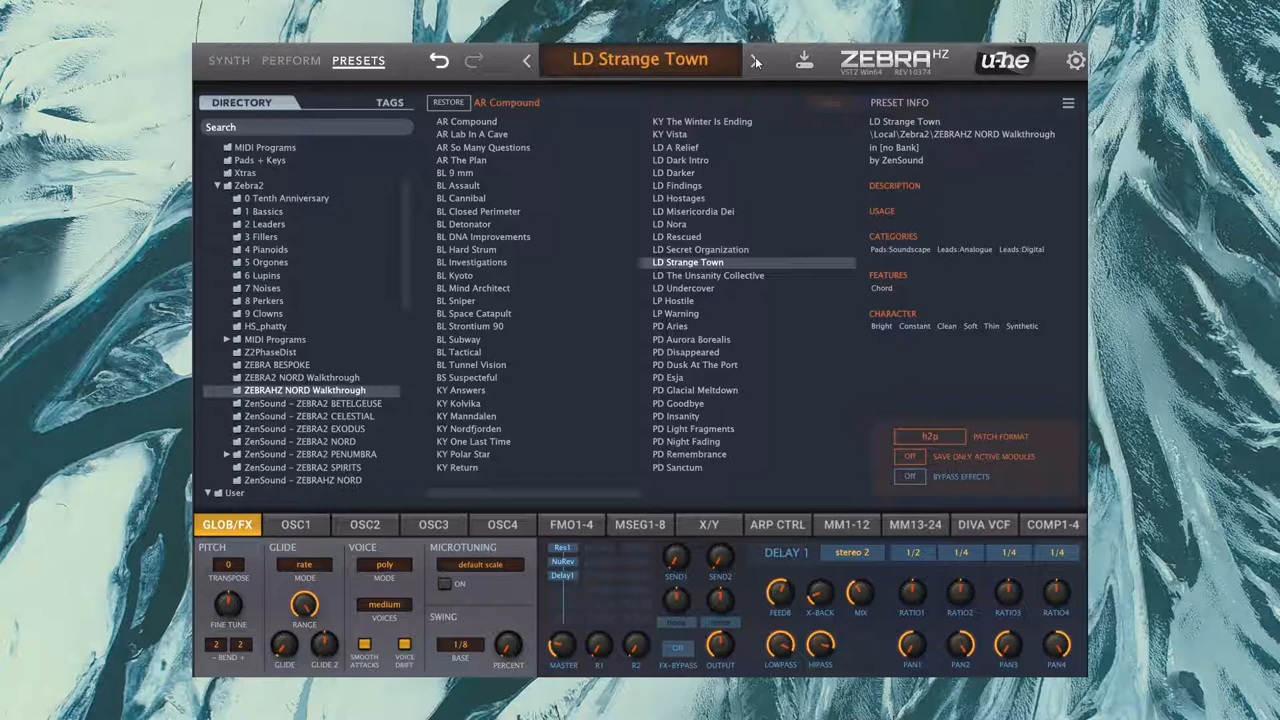 SYNTH PERFORM PRESETS LD Strange Town ZEBRA HZ u-he
VST2 Win64 REV10374
DIRECTORY TAGS
Search
MIDI Programs
Pads + Keys
Xtras
Zebra2
0 Tenth Anniversary
1 Bassics
2 Leaders
3 Fillers
4 Pianoids
5 Orgones
6 Lupins
7 Noises
8 Perkers
9 Clowns
HS_phatty
MIDI Programs
Z2PhaseDist
ZEBRA BESPOKE
ZEBRA2 NORD Walkthrough
ZEBRAHZ NORD Walkthrough
ZenSound - ZEBRA2 BETELGEUSE
ZenSound - ZEBRA2 CELESTIAL
ZenSound - ZEBRA2 EXODUS
ZenSound - ZEBRA2 NORD
ZenSound - ZEBRA2 PENUMBRA
ZenSound - ZEBRA2 SPIRITS
ZenSound - ZEBRAHZ NORD
User
RESTORE AR Compound
AR Compound
AR Lab In A Cave
AR So Many Questions
AR The Plan
BL 9 mm
BL Assault
BL Cannibal
BL Closed Perimeter
BL Detonator
BL DNA Improvements
BL Hard Strum
BL Investigations
BL Kyoto
BL Mind Architect
BL Sniper
BL Space Catapult
BL Strontium 90
BL Subway
BL Tactical
BL Tunnel Vision
BS Suspecteful
KY Answers
KY Kolvika
KY Manndalen
KY Nordfjorden
KY One Last Time
KY Polar Star
KY Return
KY The Winter Is Ending
KY Vista
LD A Relief
LD Dark Intro
LD Darker
LD Findings
LD Hostages
LD Misericordia Dei
LD Nora
LD Rescued
LD Secret Organization
LD Strange Town
LD The Unsanity Collective
LD Undercover
LP Hostile
LP Warning
PD Aries
PD Aurora Borealis
PD Disappeared
PD Dusk At The Port
PD Esja
PD Glacial Meltdown
PD Goodbye
PD Insanity
PD Light Fragments
PD Night Fading
PD Remembrance
PD Sanctum
PRESET INFO
LD Strange Town
\Local\Zebra2\ZEBRAHZ NORD Walkthrough
in [no Bank]
by ZenSound
DESCRIPTION
USAGE
CATEGORIES
Pads:Soundscape Leads:Analogue Leads:Digital
FEATURES
Chord
CHARACTER
Bright Constant Clean Soft Thin Synthetic
h2p PATCH FORMAT
Off SAVE ONLY ACTIVE MODULES
Off BYPASS EFFECTS
GLOB/FX OSC1 OSC2 OSC3 OSC4 FMO1-4 MSEG1-8 X/Y ARP CTRL MM1-12 MM13-24 DIVA VCF COMP1-4
PITCH
0
TRANSPOSE
FINE TUNE
2 2
- BEND +
GLIDE
rate
MODE
RANGE
GLIDE GLIDE 2
VOICE
poly
MODE
medium
VOICES
SMOOTH ATTACKS
VOICE DRIFT
MICROTUNING
default scale
ON
SWING
1/8
BASE PERCENT
Res1
NuRev
Delay1
MASTER R1 R2
SEND1 SEND2
none none
Off
FX-BYPASS OUTPUT
DELAY 1 stereo 2 1/2 1/4 1/4 1/4
FEEDB X-BACK MIX RATIO1 RATIO2 RATIO3 RATIO4
LOWPASS HIPASS PAN1 PAN2 PAN3 PAN4